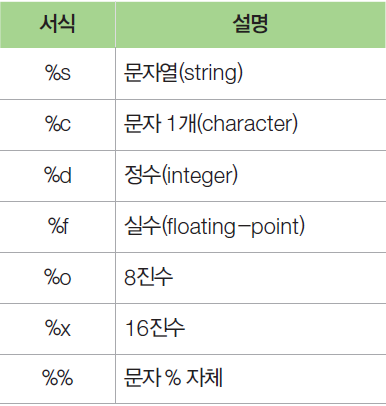 서식 설명
%s 문자열(string)
%c 문자 1개(character)
%d 정수(integer)
%f 실수(floating-point)
%o 8진수
%x 16진수
%% 문자 % 자체